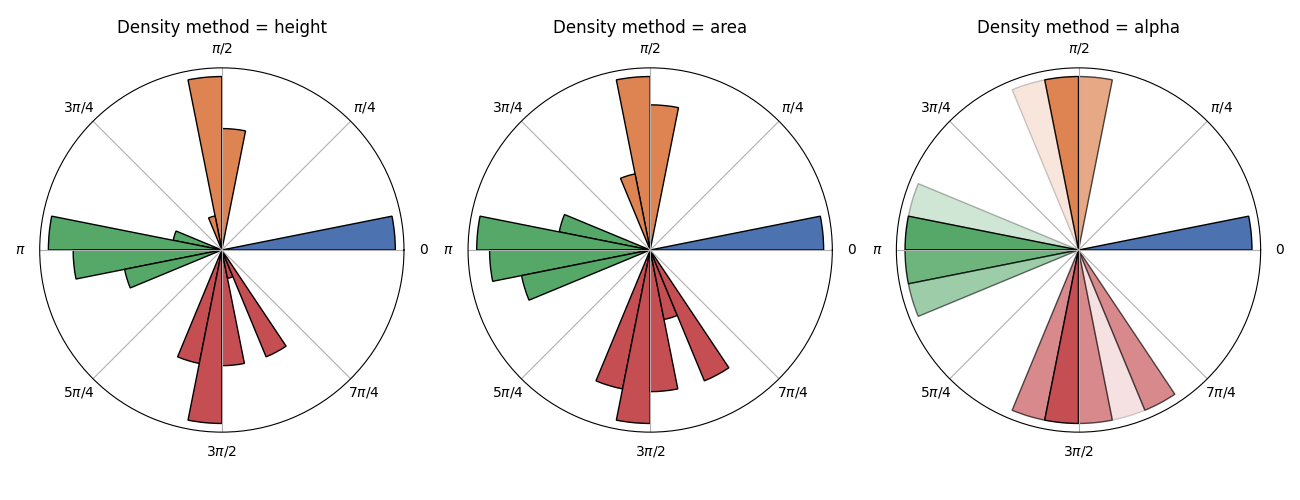 Density method = height
π/2
3π/4
π/4
π
0
5π/4
7π/4
3π/2
Density method = area
π/2
3π/4
π/4
π
0
5π/4
7π/4
3π/2
Density method = alpha
π/2
3π/4
π/4
π
0
5π/4
7π/4
3π/2